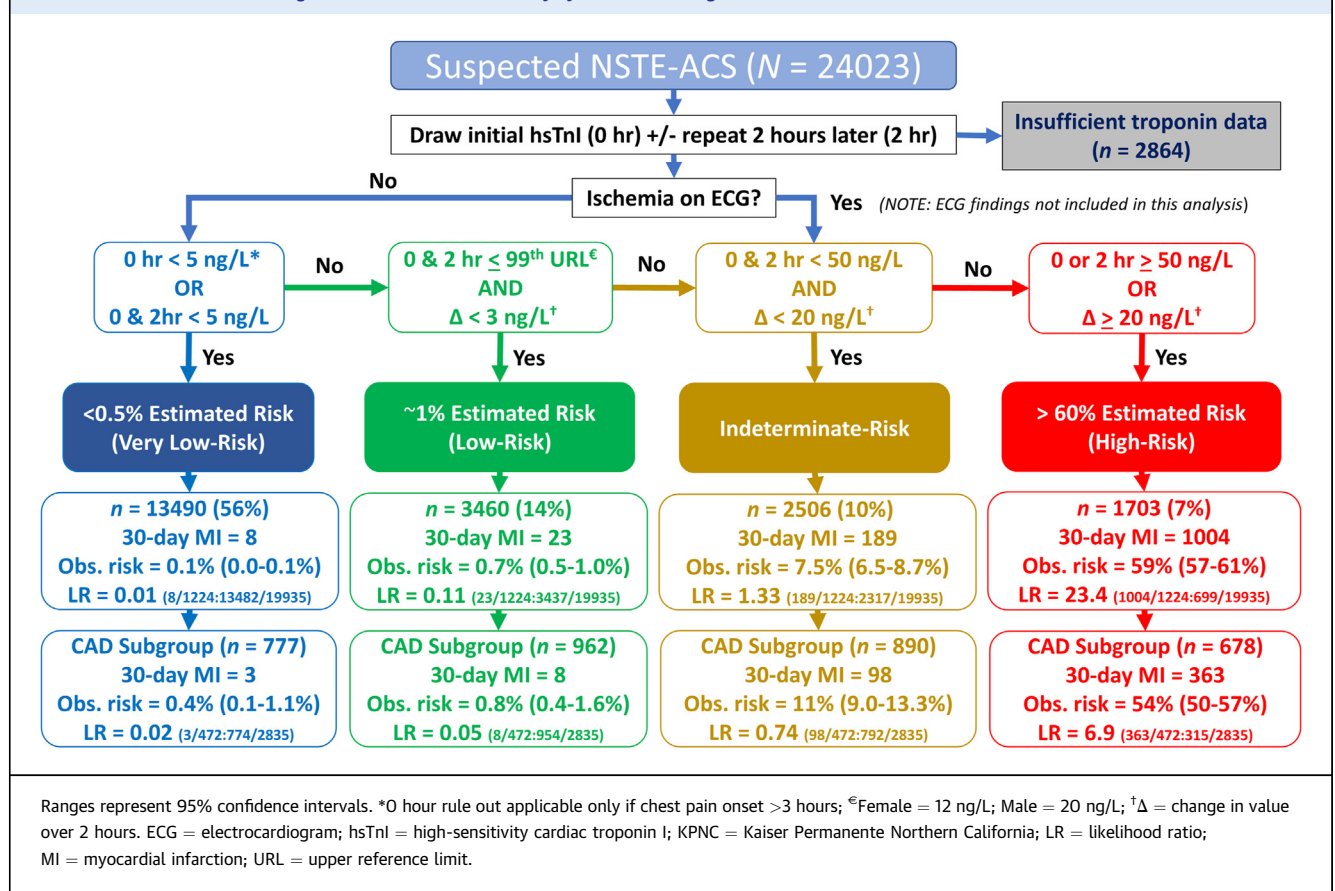 Suspected NSTE-ACS (N = 24023)
Draw initial hsTnI (0 hr) +/- repeat 2 hours later (2 hr)
Insufficient troponin data
(n = 2864)
No
Ischemia on ECG?
Yes (NOTE: ECG findings not included in this analysis)
0 hr < 5 ng/L*
OR
0 & 2hr < 5 ng/L
No
0 & 2 hr ≤ 99th URL€
AND
Δ < 3 ng/L†
No
0 & 2 hr < 50 ng/L
AND
Δ < 20 ng/L†
No
0 or 2 hr ≥ 50 ng/L
OR
Δ ≥ 20 ng/L†
Yes
Yes
Yes
Yes
<0.5% Estimated Risk
(Very Low-Risk)
~1% Estimated Risk
(Low-Risk)
Indeterminate-Risk
> 60% Estimated Risk
(High-Risk)
n = 13490 (56%)
30-day MI = 8
Obs. risk = 0.1% (0.0-0.1%)
LR = 0.01 (8/1224:13482/19935)
n = 3460 (14%)
30-day MI = 23
Obs. risk = 0.7% (0.5-1.0%)
LR = 0.11 (23/1224:3437/19935)
n = 2506 (10%)
30-day MI = 189
Obs. risk = 7.5% (6.5-8.7%)
LR = 1.33 (189/1224:2317/19935)
n = 1703 (7%)
30-day MI = 1004
Obs. risk = 59% (57-61%)
LR = 23.4 (1004/1224:699/19935)
CAD Subgroup (n = 777)
30-day MI = 3
Obs. risk = 0.4% (0.1-1.1%)
LR = 0.02 (3/472:774/2835)
CAD Subgroup (n = 962)
30-day MI = 8
Obs. risk = 0.8% (0.4-1.6%)
LR = 0.05 (8/472:954/2835)
CAD Subgroup (n = 890)
30-day MI = 98
Obs. risk = 11% (9.0-13.3%)
LR = 0.74 (98/472:792/2835)
CAD Subgroup (n = 678)
30-day MI = 363
Obs. risk = 54% (50-57%)
LR = 6.9 (363/472:315/2835)
Ranges represent 95% confidence intervals. *0 hour rule out applicable only if chest pain onset >3 hours; €Female = 12 ng/L; Male = 20 ng/L; †Δ = change in value
over 2 hours. ECG = electrocardiogram; hsTnI = high-sensitivity cardiac troponin I; KPNC = Kaiser Permanente Northern California; LR = likelihood ratio;
MI = myocardial infarction; URL = upper reference limit.